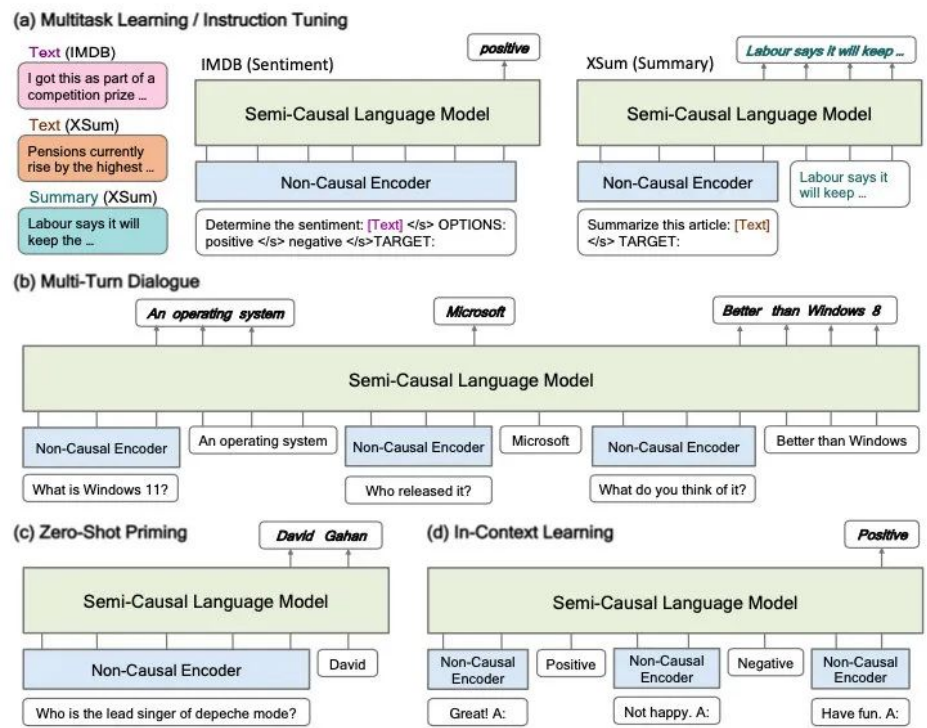 (a) Multitask Learning / Instruction Tuning
Text (IMDB)
I got this as part of a
competition prize ...
Text (XSum)
Pensions currently
rise by the highest ...
Summary (XSum)
Labour says it will
keep the ...
IMDB (Sentiment)
positive
Semi-Causal Language Model
Non-Causal Encoder
Determine the sentiment: [Text] </s> OPTIONS:
positive </s> negative </s>TARGET:
XSum (Summary)
Labour says it will keep ...
Semi-Causal Language Model
Non-Causal Encoder
Labour says it
will keep ...
Summarize this article: [Text]
</s> TARGET:
(b) Multi-Turn Dialogue
An operating system
Microsoft
Better than Windows 8
Semi-Causal Language Model
Non-Causal Encoder
An operating system
Non-Causal Encoder
Microsoft
Non-Causal Encoder
Better than Windows
What is Windows 11?
Who released it?
What do you think of it?
(c) Zero-Shot Priming
David Gahan
Semi-Causal Language Model
Non-Causal Encoder
David
Who is the lead singer of depeche mode?
(d) In-Context Learning
Positive
Semi-Causal Language Model
Non-Causal
Encoder
Positive
Non-Causal
Encoder
Negative
Non-Causal
Encoder
Great! A:
Not happy. A:
Have fun. A: